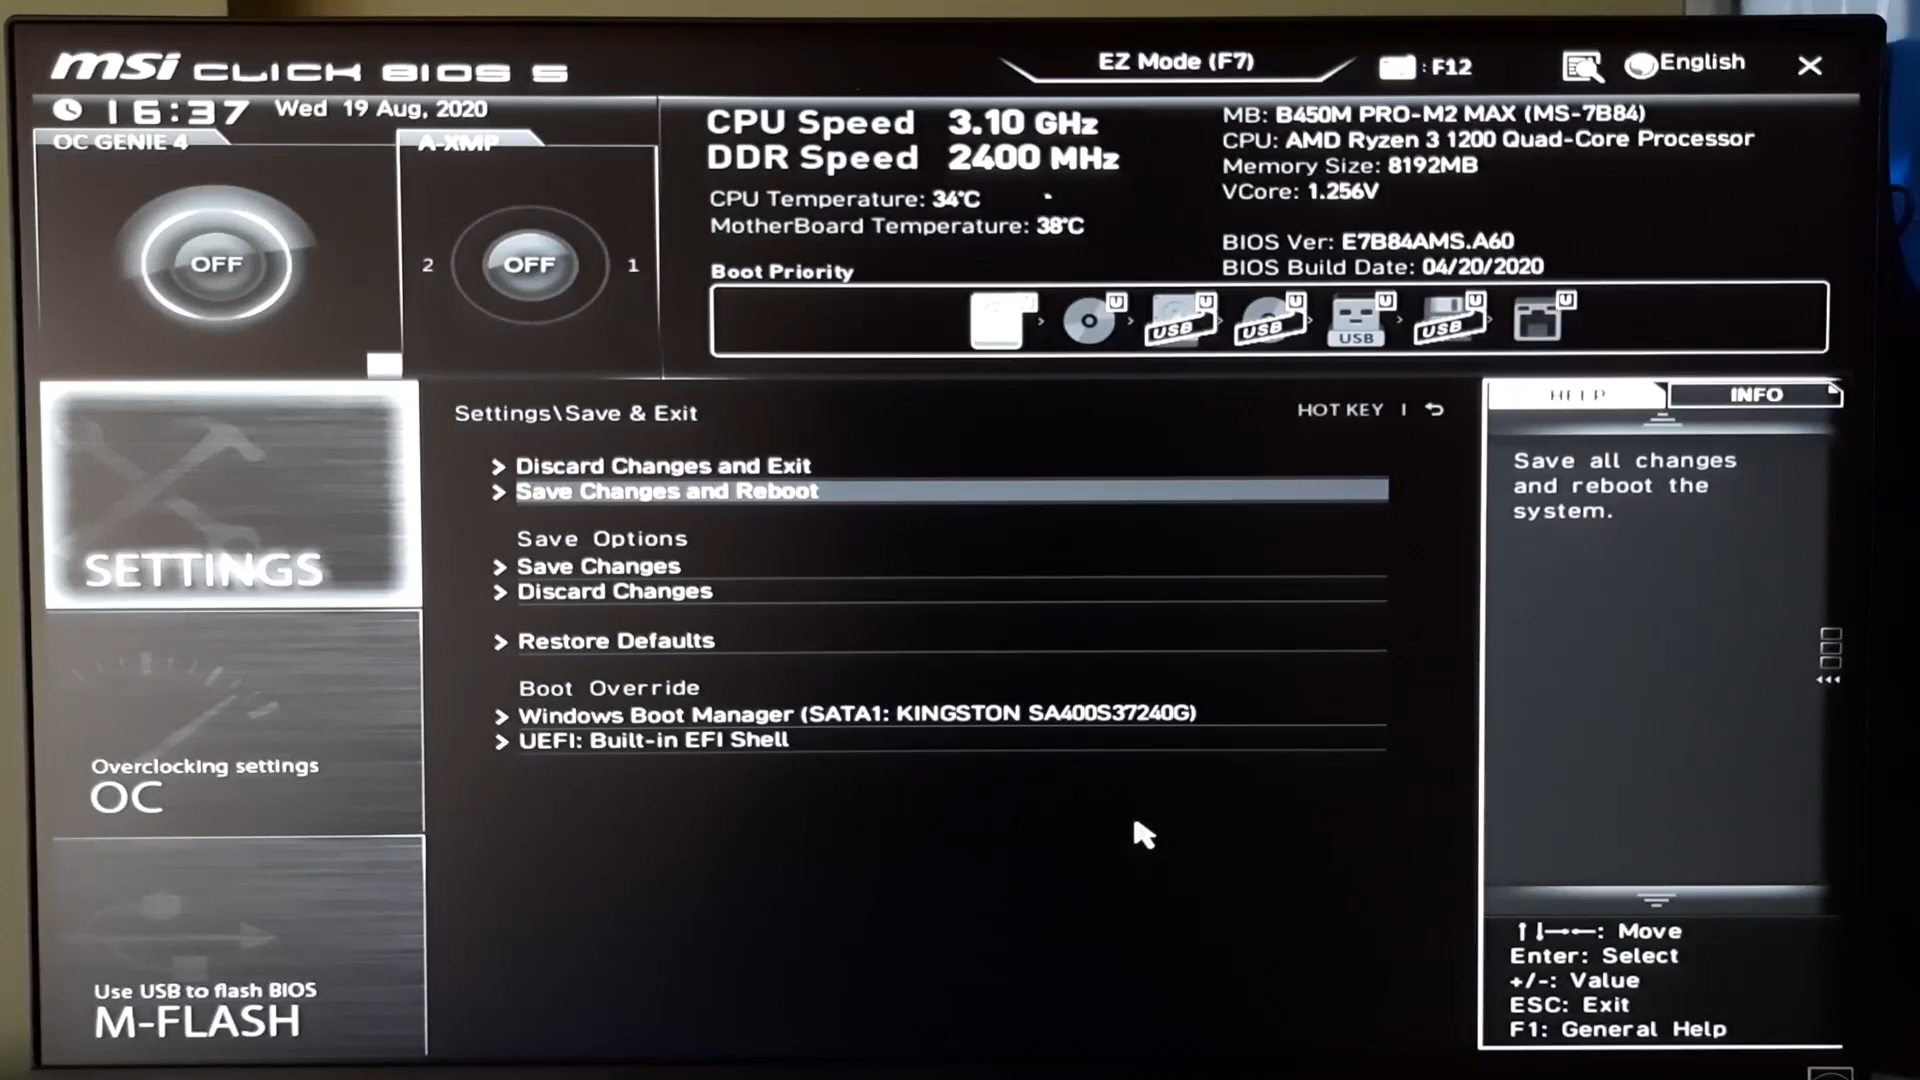 msi CLICK BIOS 5
EZ Mode (F7)
: F12
English
16:37 Wed 19 Aug, 2020
OC GENIE 4
OFF
A-XMP
2
OFF
1
CPU Speed 3.10 GHz
DDR Speed 2400 MHz
CPU Temperature: 34°C
MotherBoard Temperature: 38°C
MB: B450M PRO-M2 MAX (MS-7B84)
CPU: AMD Ryzen 3 1200 Quad-Core Processor
Memory Size: 8192MB
VCore: 1.256V
BIOS Ver: E7B84AMS.A60
BIOS Build Date: 04/20/2020
Boot Priority
U
U
U
USB
U
USB
U
USB
U
USB
U
SETTINGS
Overclocking settings
OC
Use USB to flash BIOS
M-FLASH
Settings\Save & Exit
HOT KEY
> Discard Changes and Exit
> Save Changes and Reboot
Save Options
> Save Changes
> Discard Changes
> Restore Defaults
Boot Override
> Windows Boot Manager (SATA1: KINGSTON SA400S37240G)
> UEFI: Built-in EFI Shell
HELP
INFO
Save all changes
and reboot the
system.
↑↓→←: Move
Enter: Select
+/-: Value
ESC: Exit
F1: General Help